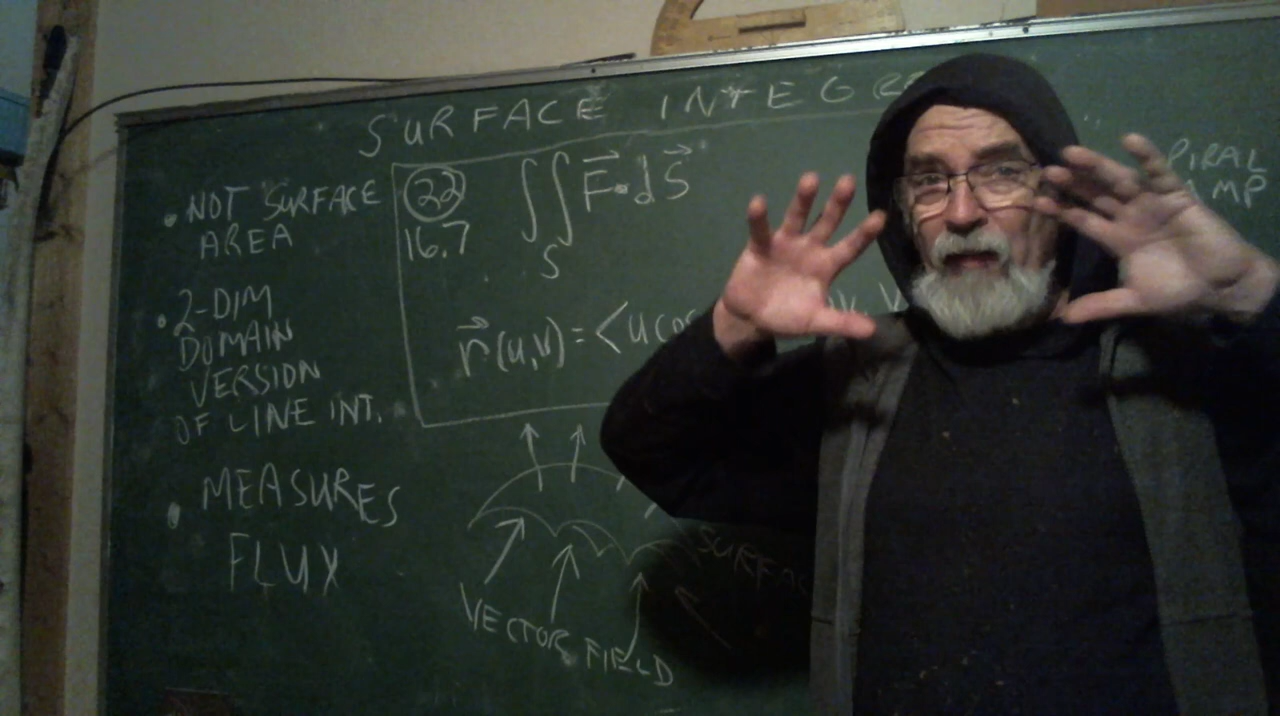 SURFACE INTEGR
• NOT SURFACE
AREA
• 2-DIM
DOMAIN
VERSION
OF LINE INT.
• MEASURES
FLUX
22
16.7
∬ F⃗·dS⃗
S
r⃗(u,v)=<u cos
v, v
PIRAL
AMP
SURFA
VECTOR FIELD